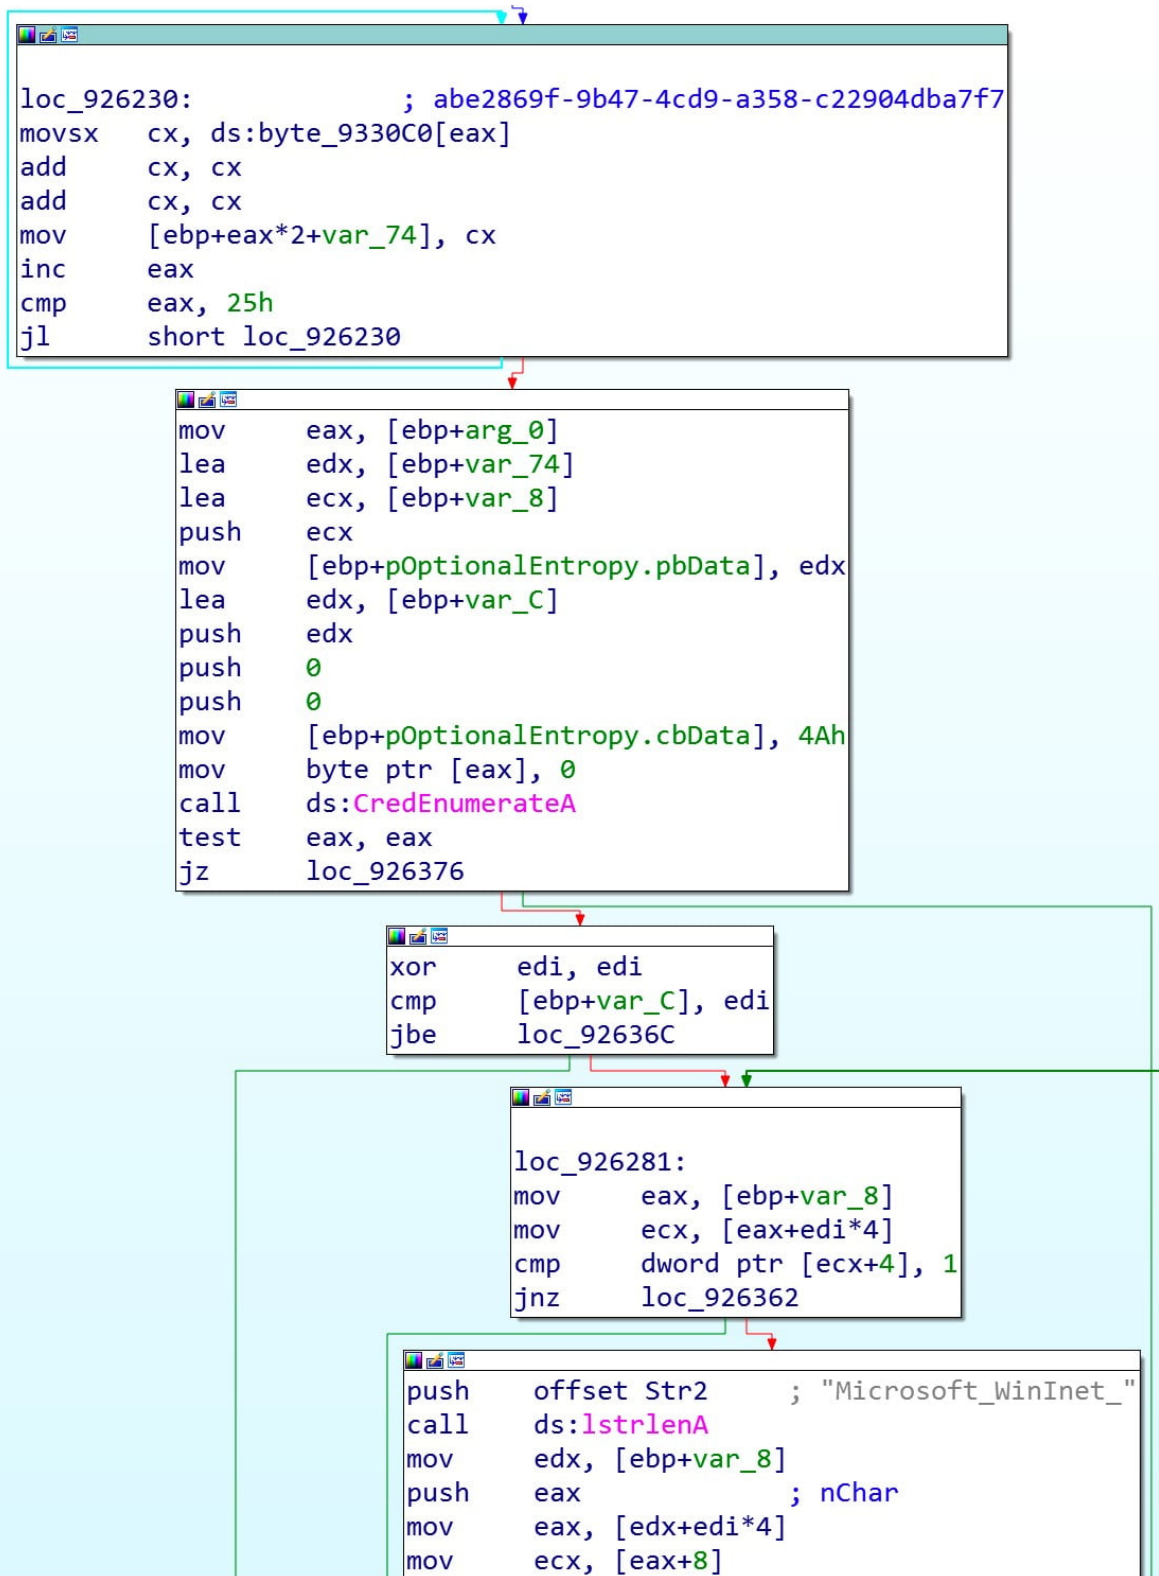 loc_926230: ; abe2869f-9b47-4cd9-a358-c22904dba7f7
movsx cx, ds:byte_9330C0[eax]
add cx, cx
add cx, cx
mov [ebp+eax*2+var_74], cx
inc eax
cmp eax, 25h
jl short loc_926230
mov eax, [ebp+arg_0]
lea edx, [ebp+var_74]
lea ecx, [ebp+var_8]
push ecx
mov [ebp+pOptionalEntropy.pbData], edx
lea edx, [ebp+var_C]
push edx
push 0
push 0
mov [ebp+pOptionalEntropy.cbData], 4Ah
mov byte ptr [eax], 0
call ds:CredEnumerateA
test eax, eax
jz loc_926376
xor edi, edi
cmp [ebp+var_C], edi
jbe loc_92636C
loc_926281:
mov eax, [ebp+var_8]
mov ecx, [eax+edi*4]
cmp dword ptr [ecx+4], 1
jnz loc_926362
push offset Str2 ; "Microsoft_WinInet_"
call ds:lstrlenA
mov edx, [ebp+var_8]
push eax ; nChar
mov eax, [edx+edi*4]
mov ecx, [eax+8]